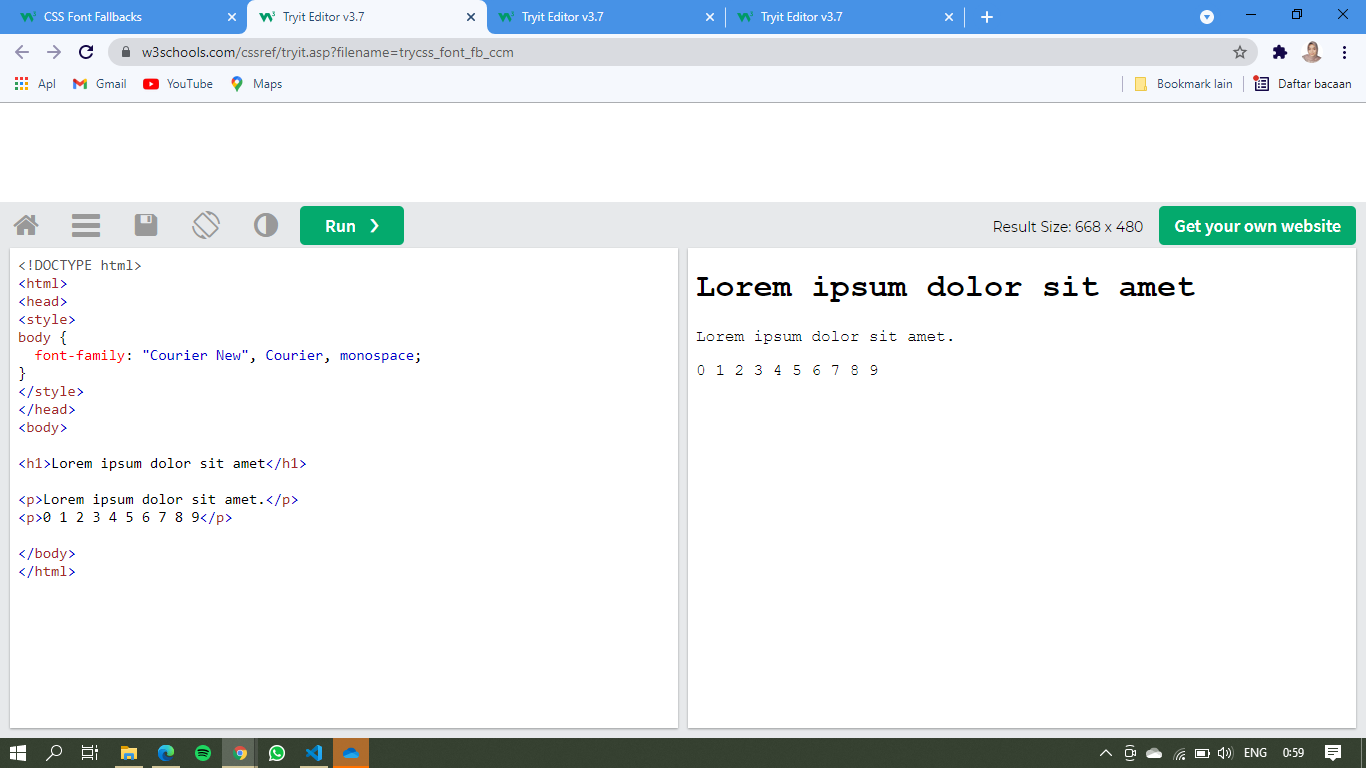 CSS Font Fallbacks
Tryit Editor v3.7
Tryit Editor v3.7
Tryit Editor v3.7
w3schools.com/cssref/tryit.asp?filename=trycss_font_fb_ccm
Apl Gmail YouTube Maps Bookmark lain Daftar bacaan
Run ❯ Result Size: 668 x 480 Get your own website
<!DOCTYPE html>
<html>
<head>
<style>
body {
  font-family: "Courier New", Courier, monospace;
}
</style>
</head>
<body>
<h1>Lorem ipsum dolor sit amet</h1>
<p>Lorem ipsum dolor sit amet.</p>
<p>0 1 2 3 4 5 6 7 8 9</p>
</body>
</html>
Lorem ipsum dolor sit amet
Lorem ipsum dolor sit amet.
0 1 2 3 4 5 6 7 8 9
ENG 0:59